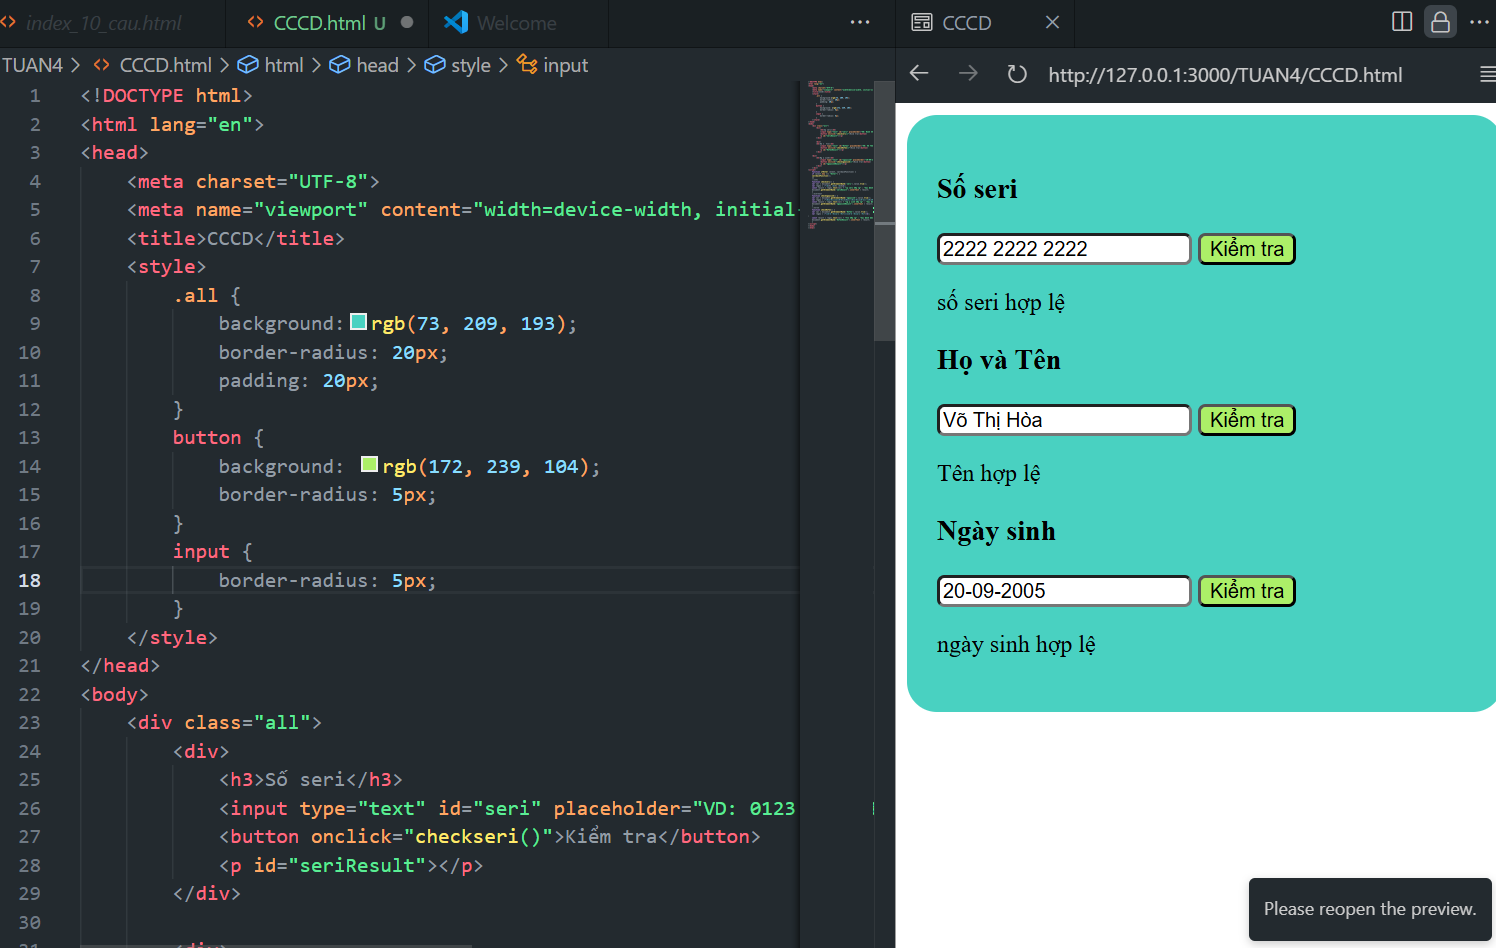 index_10_cau.html
CCCD.html U
Welcome
TUAN4 > CCCD.html > html > head > style > input
1 <!DOCTYPE html>
2 <html lang="en">
3 <head>
4 <meta charset="UTF-8">
5 <meta name="viewport" content="width=device-width, initial-
6 <title>CCCD</title>
7 <style>
8 .all {
9 background: rgb(73, 209, 193);
10 border-radius: 20px;
11 padding: 20px;
12 }
13 button {
14 background: rgb(172, 239, 104);
15 border-radius: 5px;
16 }
17 input {
18 border-radius: 5px;
19 }
20 </style>
21 </head>
22 <body>
23 <div class="all">
24 <div>
25 <h3>Số seri</h3>
26 <input type="text" id="seri" placeholder="VD: 0123
27 <button onclick="checkseri()">Kiểm tra</button>
28 <p id="seriResult"></p>
29 </div>
30
31 <div>
CCCD
http://127.0.0.1:3000/TUAN4/CCCD.html
Số seri
2222 2222 2222 Kiểm tra
số seri hợp lệ
Họ và Tên
Võ Thị Hòa Kiểm tra
Tên hợp lệ
Ngày sinh
20-09-2005 Kiểm tra
ngày sinh hợp lệ
Please reopen the preview.